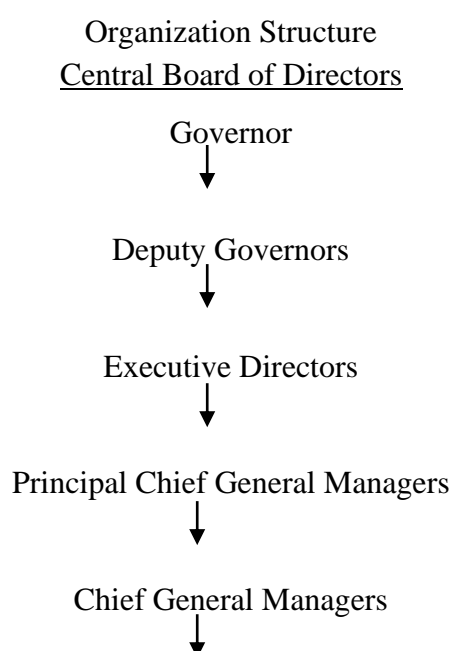 Organization Structure
Central Board of Directors
Governor
Deputy Governors
Executive Directors
Principal Chief General Managers
Chief General Managers